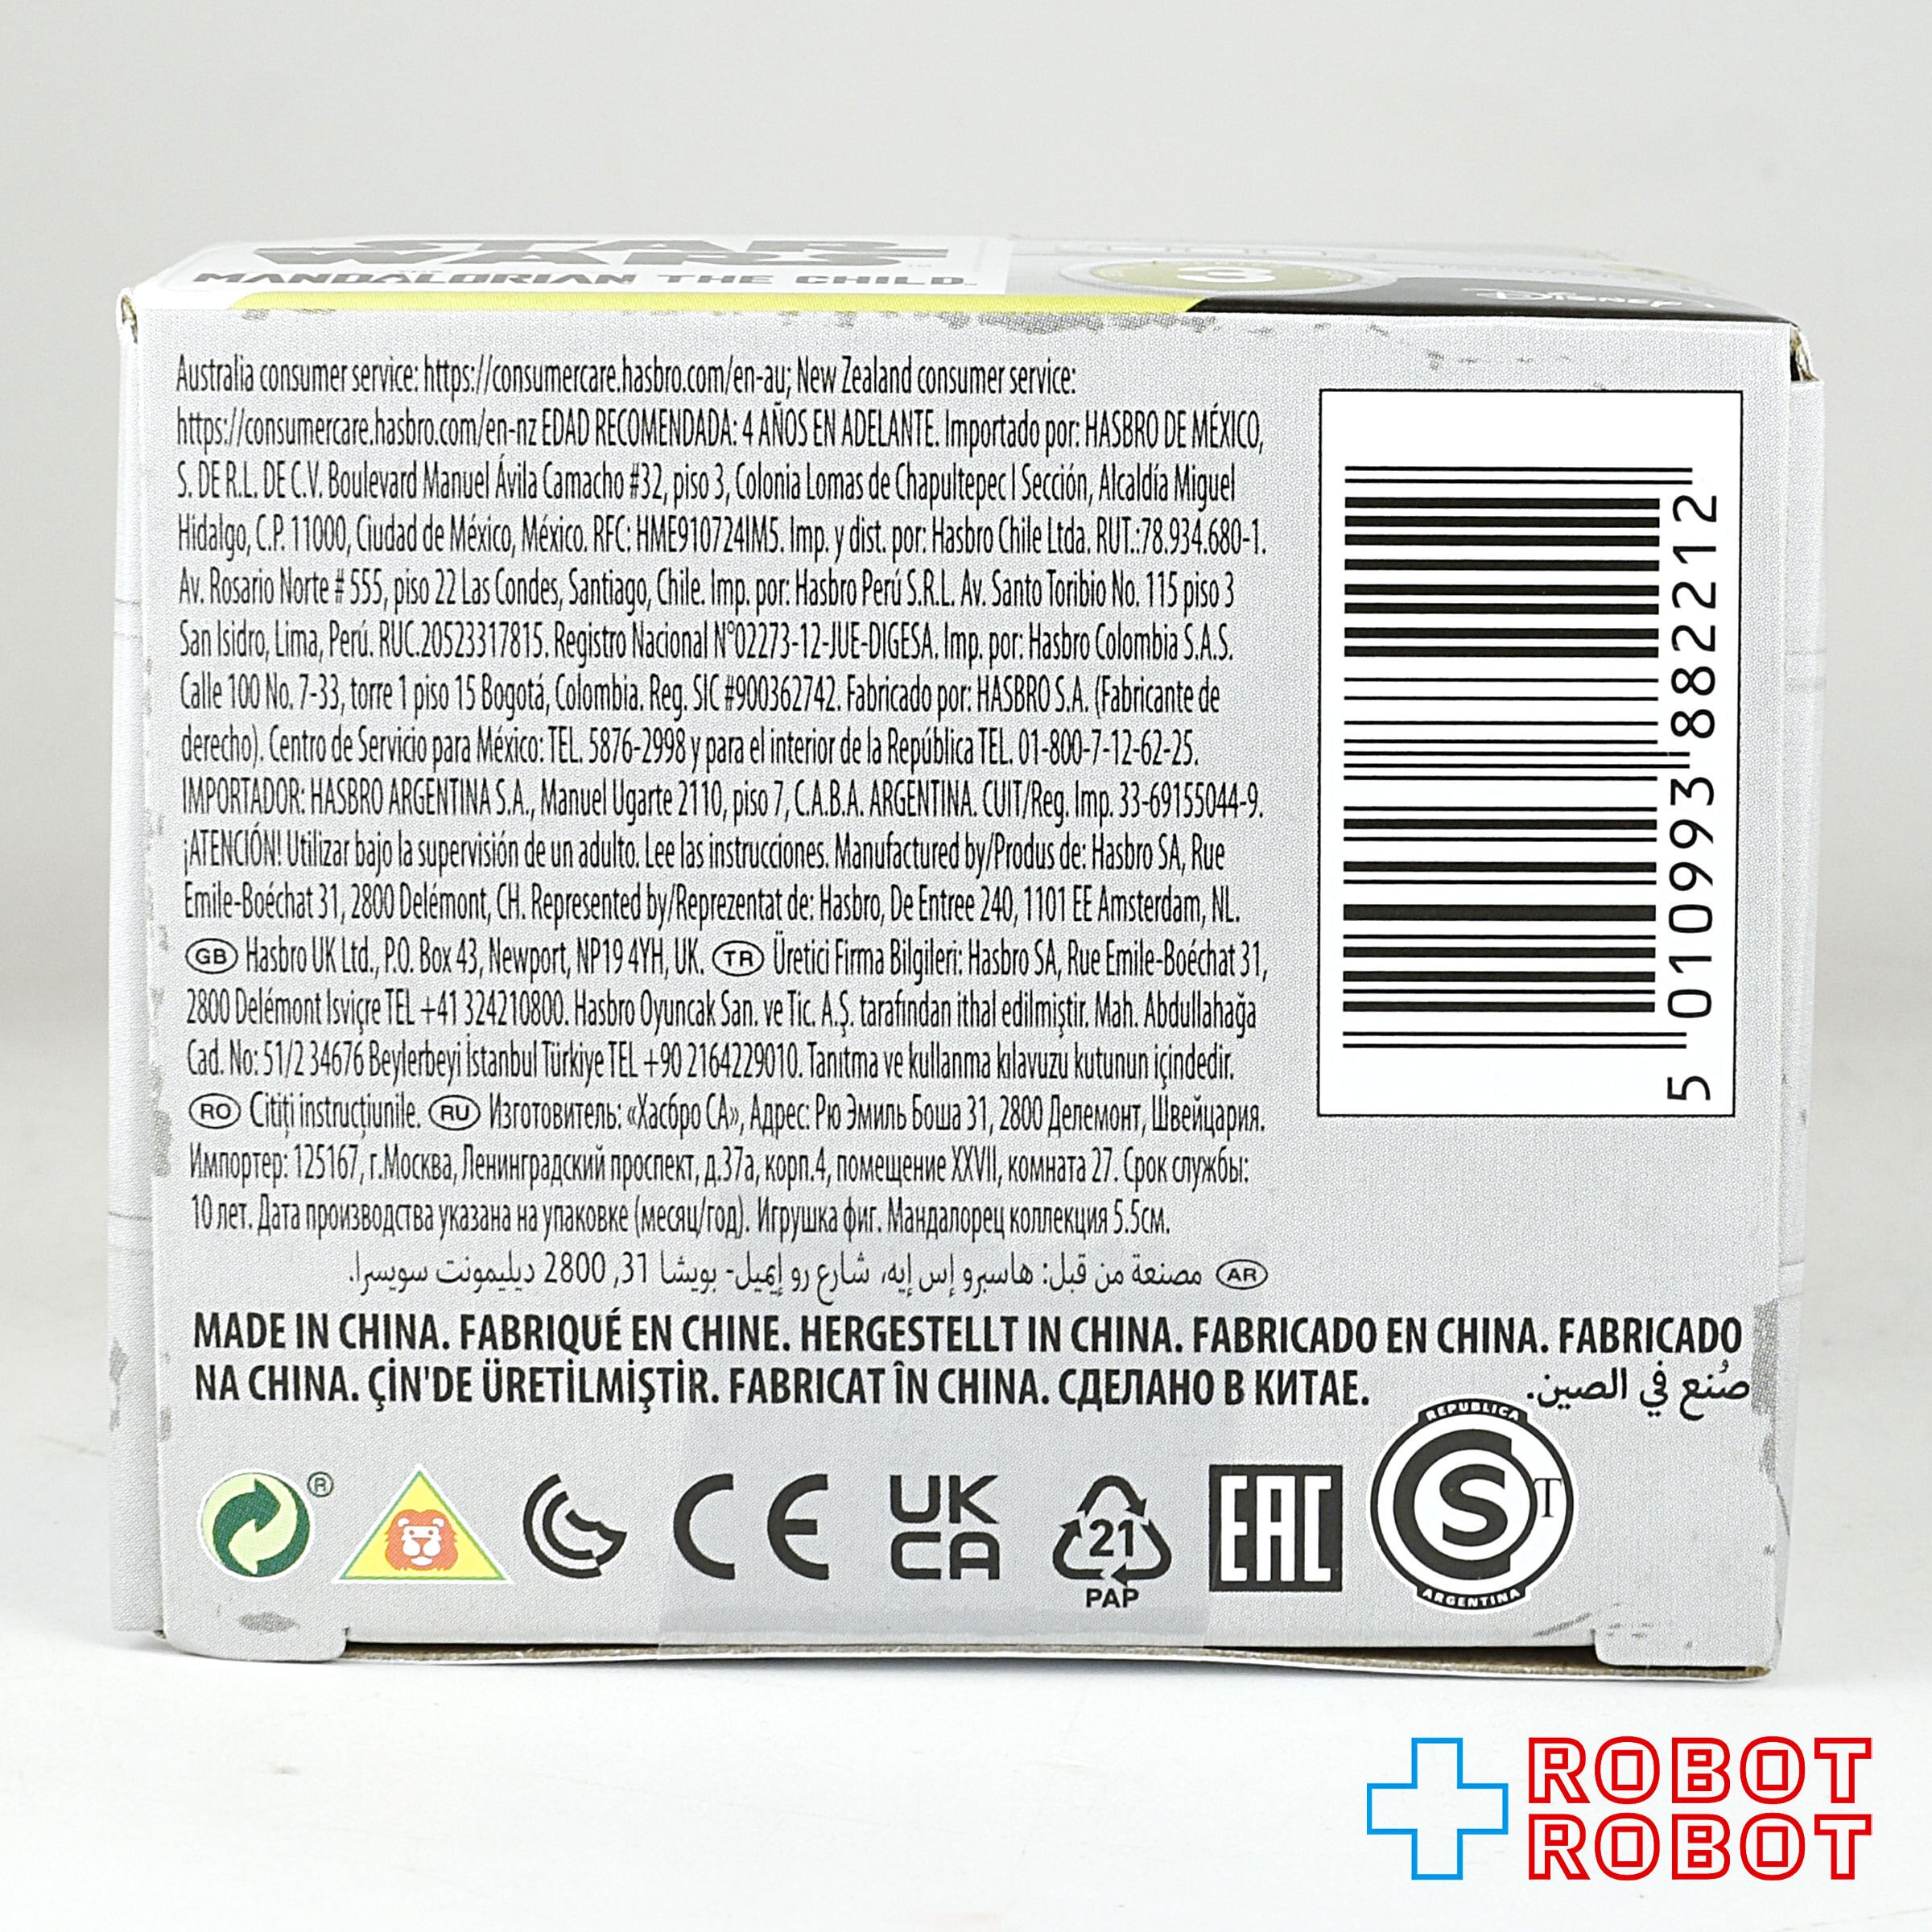 STAR
WARS
THE
MANDALORIAN THE CHILD™
3
Disney
Australia consumer service: https://consumercare.hasbro.com/en-au; New Zealand consumer service:
https://consumercare.hasbro.com/en-nz EDAD RECOMENDADA: 4 AÑOS EN ADELANTE. Importado por: HASBRO DE MÉXICO,
S. DE R.L. DE C.V. Boulevard Manuel Ávila Camacho #32, piso 3, Colonia Lomas de Chapultepec I Sección, Alcaldía Miguel
Hidalgo, C.P. 11000, Ciudad de México, México. RFC: HME910724IM5. Imp. y dist. por: Hasbro Chile Ltda. RUT.:78.934.680-1.
Av. Rosario Norte # 555, piso 22 Las Condes, Santiago, Chile. Imp. por: Hasbro Perú S.R.L. Av. Santo Toribio No. 115 piso 3
San Isidro, Lima, Perú. RUC.20523317815. Registro Nacional N°02273-12-JUE-DIGESA. Imp. por: Hasbro Colombia S.A.S.
Calle 100 No. 7-33, torre 1 piso 15 Bogotá, Colombia. Reg. SIC #900362742. Fabricado por: HASBRO S.A. (Fabricante de
derecho). Centro de Servicio para México: TEL. 5876-2998 y para el interior de la República TEL. 01-800-7-12-62-25.
IMPORTADOR: HASBRO ARGENTINA S.A., Manuel Ugarte 2110, piso 7, C.A.B.A. ARGENTINA. CUIT/Reg. Imp. 33-69155044-9.
¡ATENCIÓN! Utilizar bajo la supervisión de un adulto. Lee las instrucciones. Manufactured by/Produs de: Hasbro SA, Rue
Emile-Boéchat 31, 2800 Delémont, CH. Represented by/Reprezentat de: Hasbro, De Entree 240, 1101 EE Amsterdam, NL.
GB Hasbro UK Ltd., P.O. Box 43, Newport, NP19 4YH, UK. TR Üretici Firma Bilgileri: Hasbro SA, Rue Emile-Boéchat 31,
2800 Delémont Isviçre TEL +41 324210800. Hasbro Oyuncak San. ve Tic. A.Ş. tarafından ithal edilmiştir. Mah. Abdullahağa
Cad. No: 51/2 34676 Beylerbeyi İstanbul Türkiye TEL +90 2164229010. Tanıtma ve kullanma kılavuzu kutunun içindedir.
RO Citiți instrucțiunile. RU Изготовитель: «Хасбро СА», Адрес: Рю Эмиль Боша 31, 2800 Делемонт, Швейцария.
Импортер: 125167, г.Москва, Ленинградский проспект, д.37а, корп.4, помещение XXVII, комната 27. Срок службы:
10 лет. Дата производства указана на упаковке (месяц/год). Игрушка фиг. Мандалорец коллекция 5.5см.
AR مصنعة من قبل: هاسبرو إس إيه، شارع رو إيميل- بويشا 31, 2800 ديليمونت سويسرا.
MADE IN CHINA. FABRIQUÉ EN CHINE. HERGESTELLT IN CHINA. FABRICADO EN CHINA. FABRICADO
NA CHINA. ÇİN'DE ÜRETİLMİŞTİR. FABRICAT ÎN CHINA. СДЕЛАНО В КИТАЕ. صُنع في الصين.
5 010993 882212
® CE UK
CA 21
PAP EAC REPUBLICA
S T
ARGENTINA
ROBOT
ROBOT